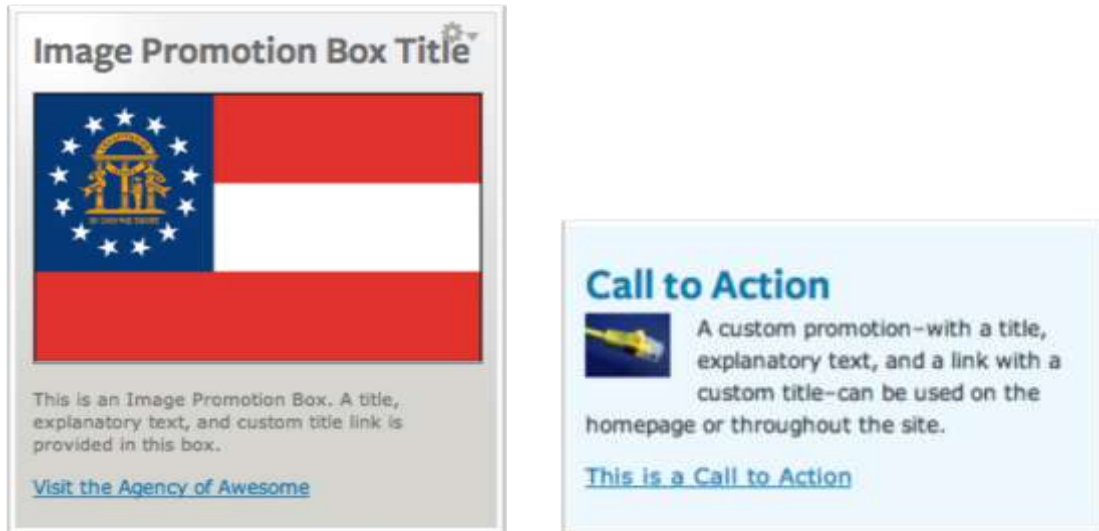 Image Promotion Box Title
This is an Image Promotion Box. A title,
explanatory text, and custom title link is
provided in this box.
Visit the Agency of Awesome
Call to Action
A custom promotion–with a title,
explanatory text, and a link with a
custom title–can be used on the
homepage or throughout the site.
This is a Call to Action